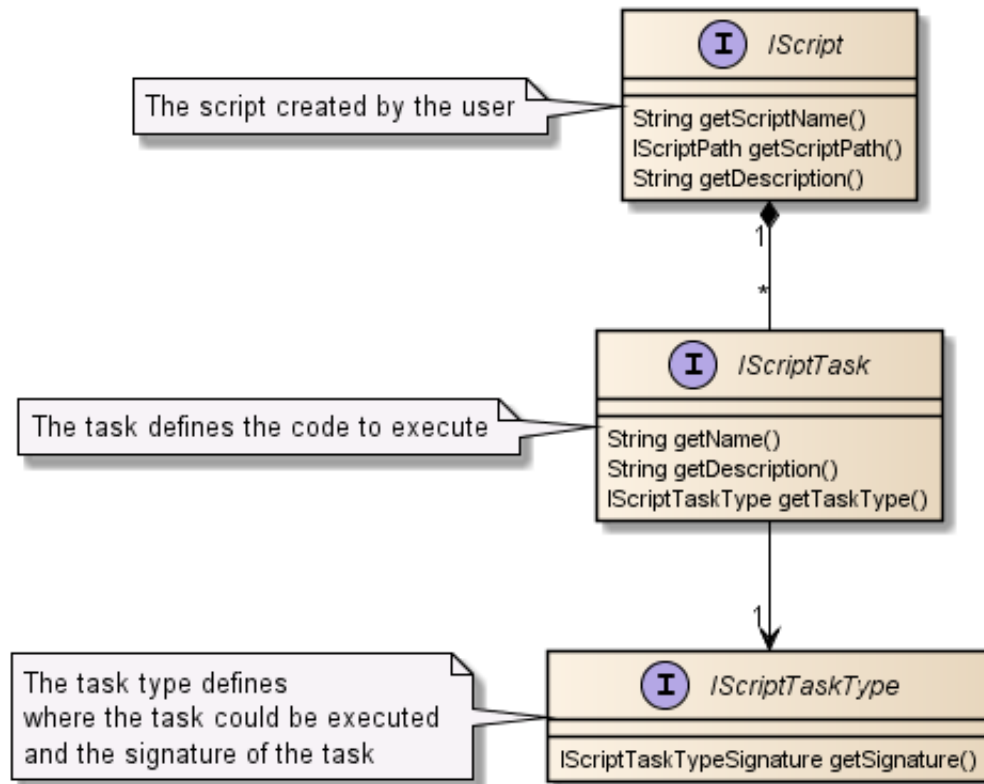 I IScript
The script created by the user
String getScriptName()
IScriptPath getScriptPath()
String getDescription()
1
*
I IScriptTask
The task defines the code to execute
String getName()
String getDescription()
IScriptTaskType getTaskType()
1
I IScriptTaskType
The task type defines
where the task could be executed
and the signature of the task
IScriptTaskTypeSignature getSignature()